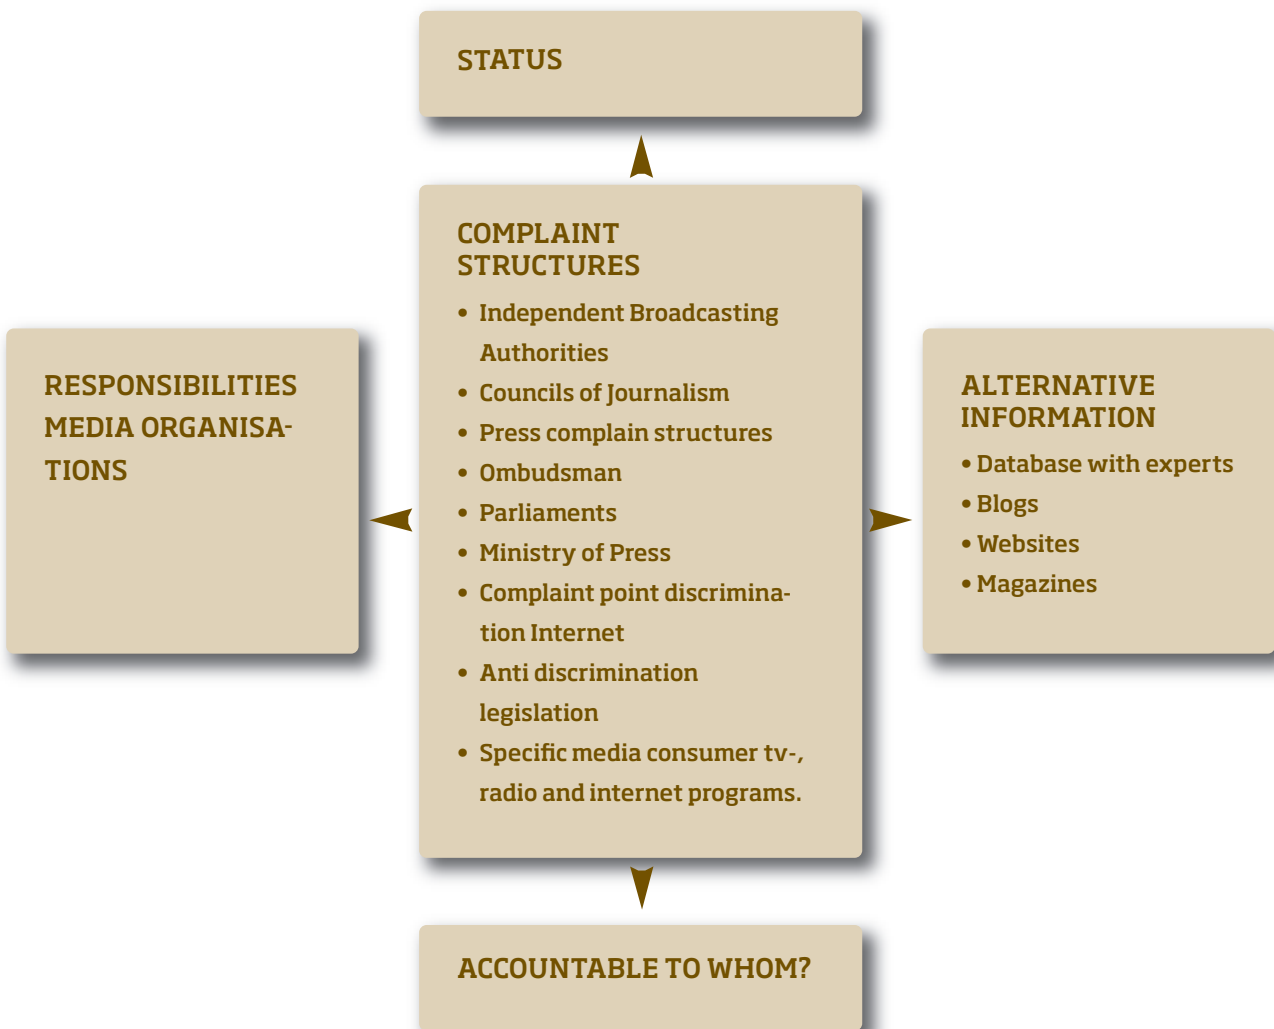 STATUS
COMPLAINT
STRUCTURES
• Independent Broadcasting
Authorities
• Councils of Journalism
• Press complain structures
• Ombudsman
• Parliaments
• Ministry of Press
• Complaint point discrimina-
tion Internet
• Anti discrimination
legislation
• Specific media consumer tv-,
radio and internet programs.
RESPONSIBILITIES
MEDIA ORGANISA-
TIONS
ALTERNATIVE
INFORMATION
• Database with experts
• Blogs
• Websites
• Magazines
ACCOUNTABLE TO WHOM?